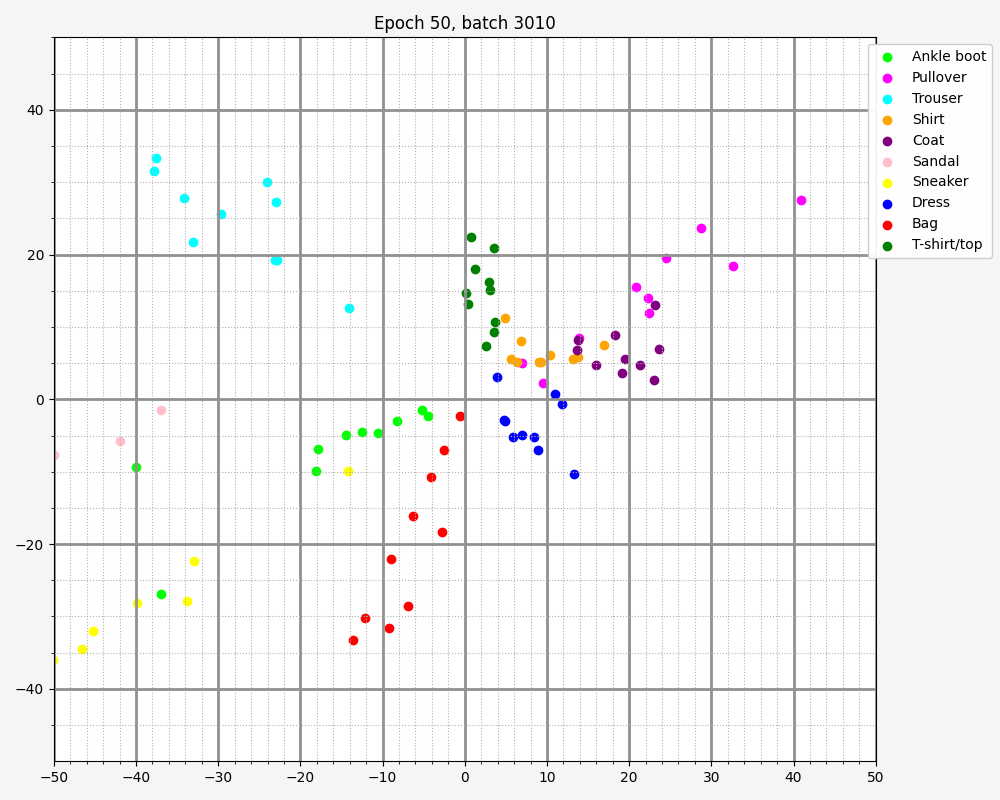 Epoch 50, batch 3010
Ankle boot
Pullover
Trouser
Shirt
Coat
Sandal
Sneaker
Dress
Bag
T-shirt/top
40
20
0
−20
−40
−50
−40
−30
−20
−10
0
10
20
30
40
50